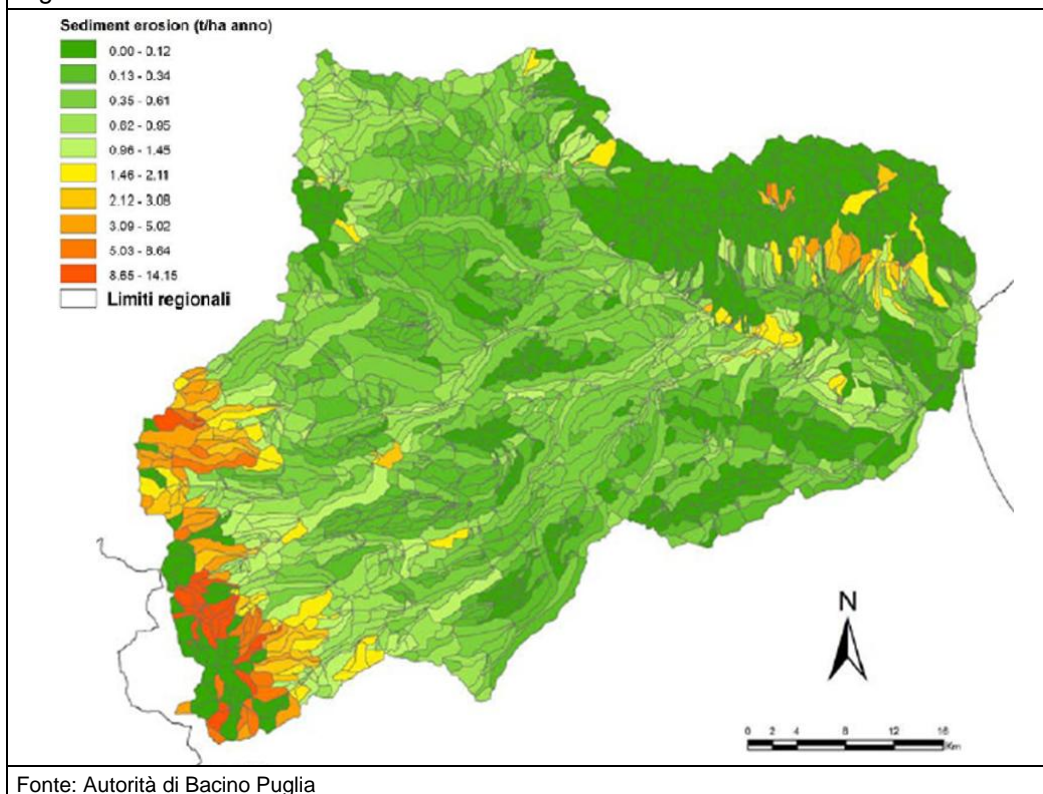 Sediment erosion (t/ha anno)
0.00 - 0.12
0.13 - 0.34
0.35 - 0.61
0.62 - 0.95
0.96 - 1.45
1.46 - 2.11
2.12 - 3.08
3.09 - 5.02
5.03 - 8.64
8.65 - 14.15
Limiti regionali
N
0 2 4 8 12 16
Km
Fonte: Autorità di Bacino Puglia